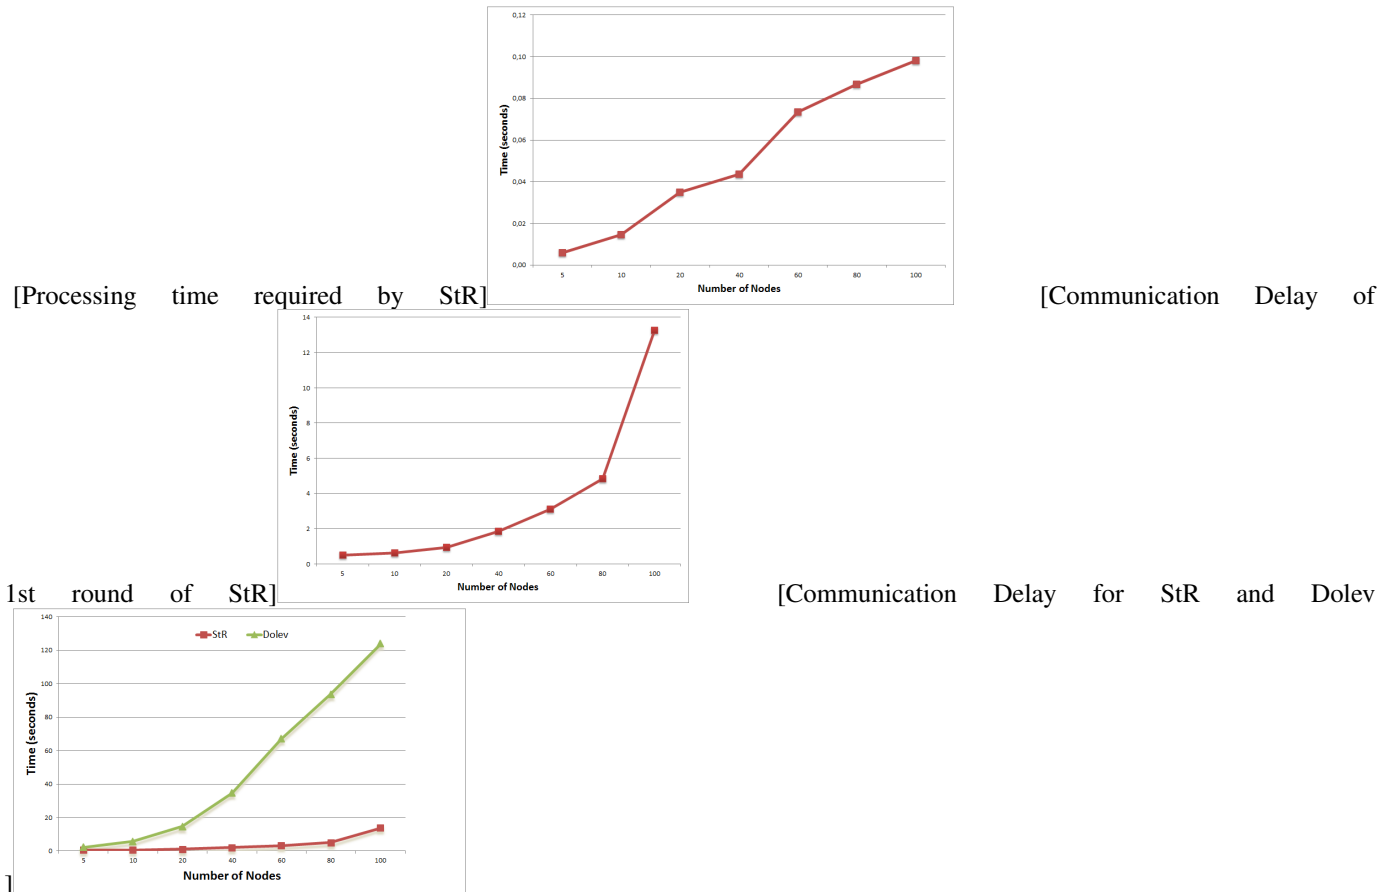 0,12
0,10
0,08
0,06
0,04
0,02
0,00
Time (seconds)
5 10 20 40 60 80 100
Number of Nodes
[Processing time required by StR] [Communication Delay of
14
12
10
8
6
4
2
0
Time (seconds)
5 10 20 40 60 80 100
Number of Nodes
1st round of StR] [Communication Delay for StR and Dolev
140
120
100
80
60
40
20
0
Time (seconds)
StR Dolev
5 10 20 40 60 80 100
Number of Nodes
]